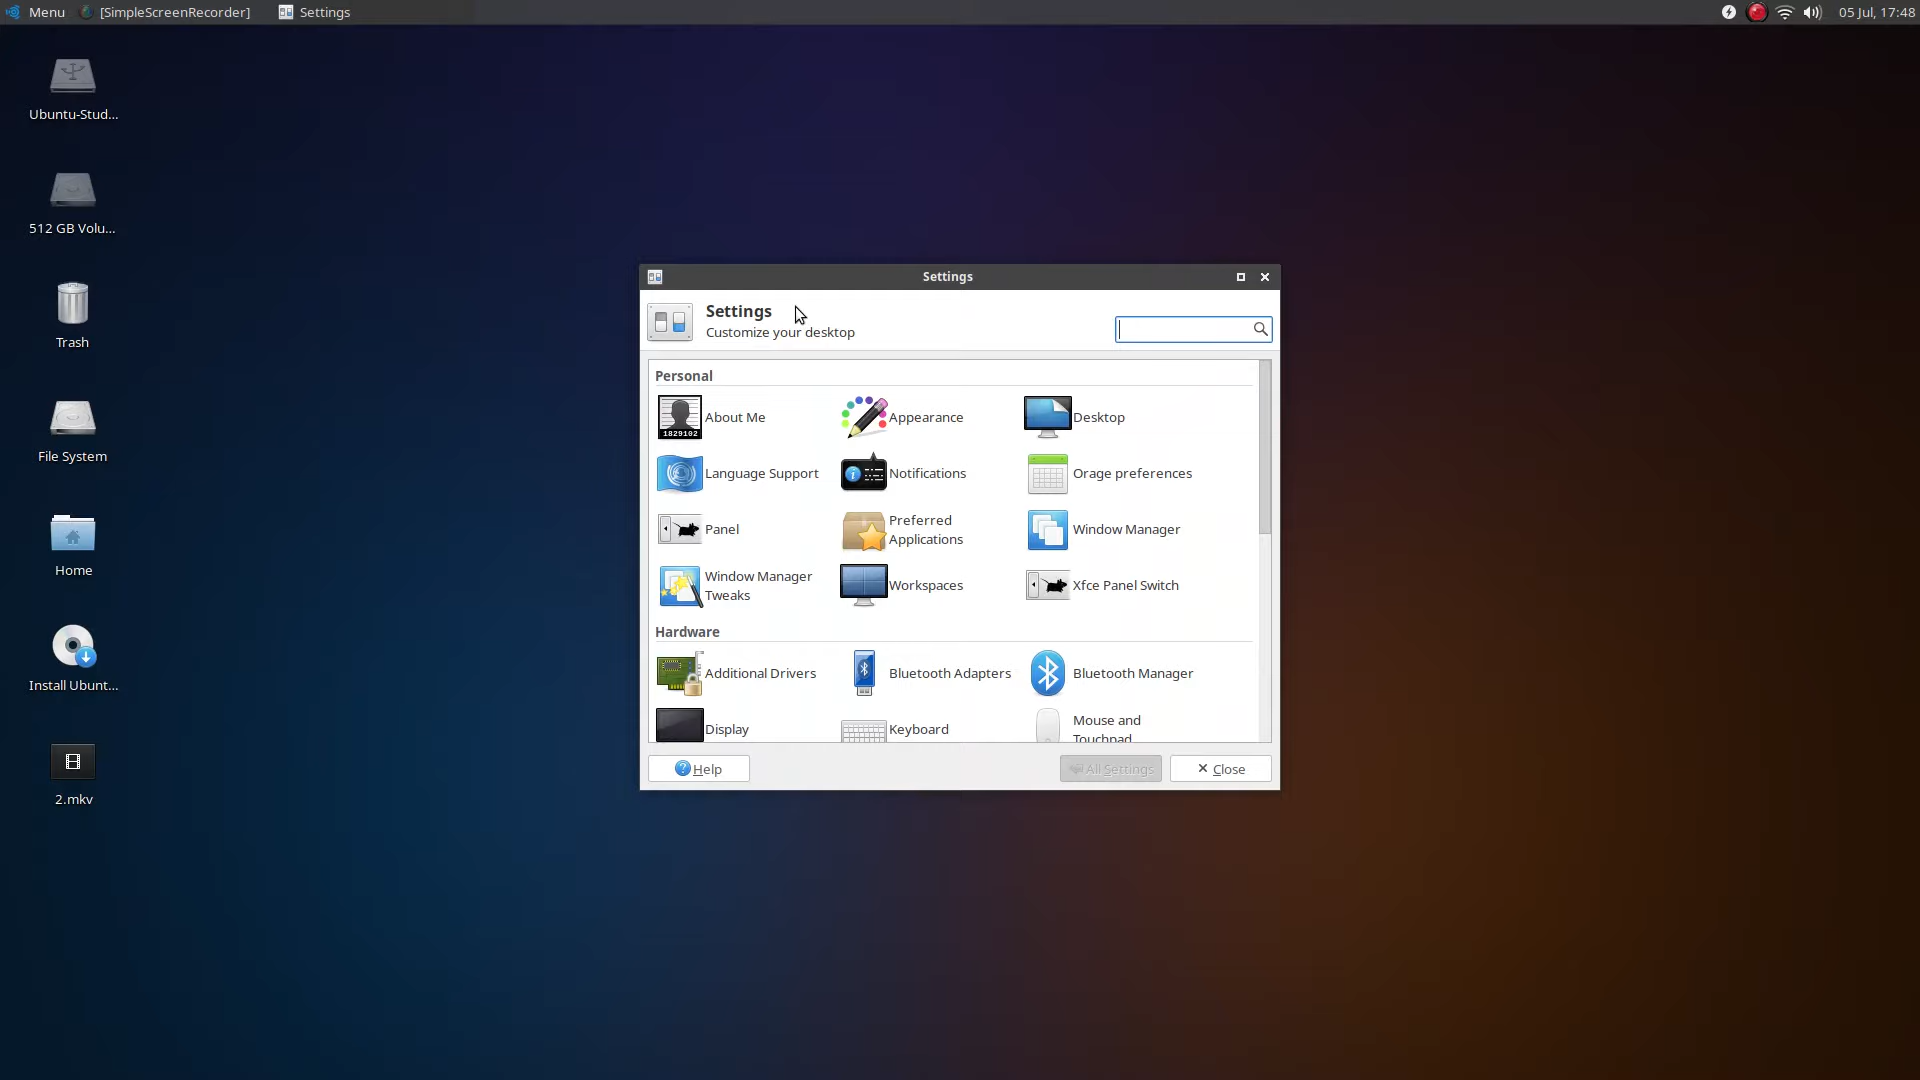 Menu [SimpleScreenRecorder] Settings 05 Jul, 17:48
Ubuntu-Stud...
512 GB Volu...
Trash
File System
Home
Install Ubunt...
2.mkv
Settings
Settings
Customize your desktop
Personal
About Me
Appearance
Desktop
Language Support
Notifications
Orage preferences
Panel
Preferred
Applications
Window Manager
Window Manager
Tweaks
Workspaces
Xfce Panel Switch
Hardware
Additional Drivers
Bluetooth Adapters
Bluetooth Manager
Display
Keyboard
Mouse and
Touchpad
Help
All Settings
Close
1829102